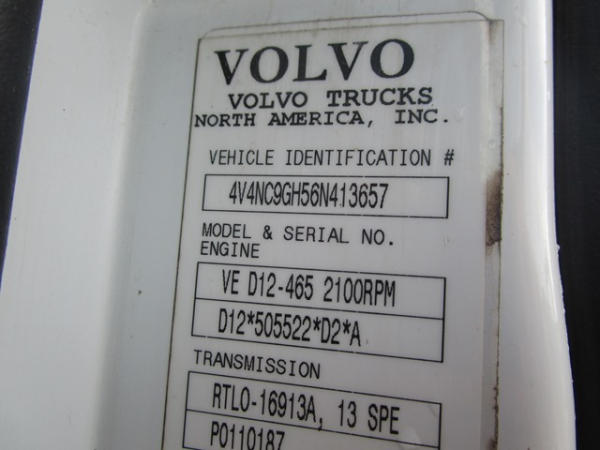 VOLVO
VOLVO TRUCKS
NORTH AMERICA, INC.
VEHICLE IDENTIFICATION #
4V4NC9GH56N413657
MODEL & SERIAL NO.
ENGINE
VE D12-465 2100RPM
D12*505522*D2*A
TRANSMISSION
RTLO-16913A, 13 SPE
PO110187